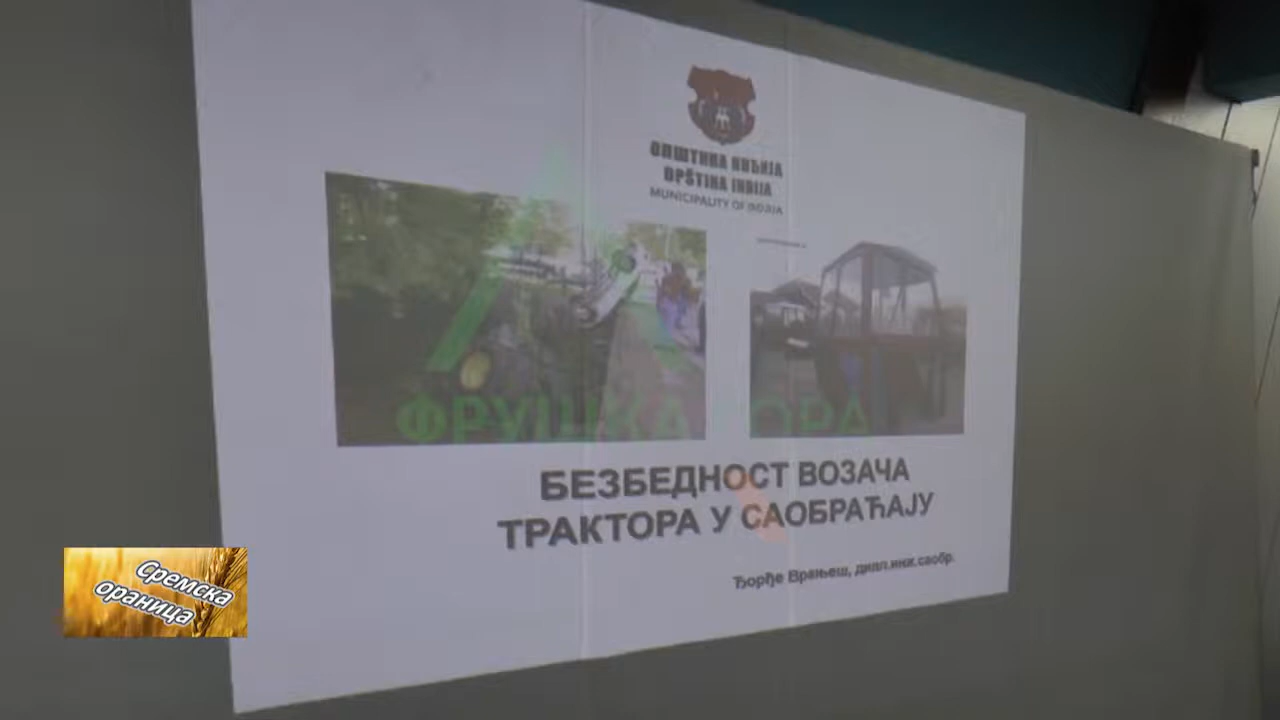 ОПШТИНА ИНЂИЈА
OPŠTINA INĐIJA
MUNICIPALITY OF INDJIJA
ФРУШКА ГОРА
БЕЗБЕДНОСТ ВОЗАЧА
ТРАКТОРА У САОБРАЋАЈУ
Ђорђе Врањеш, дипл.инж.саобр.
Сремска
ораница